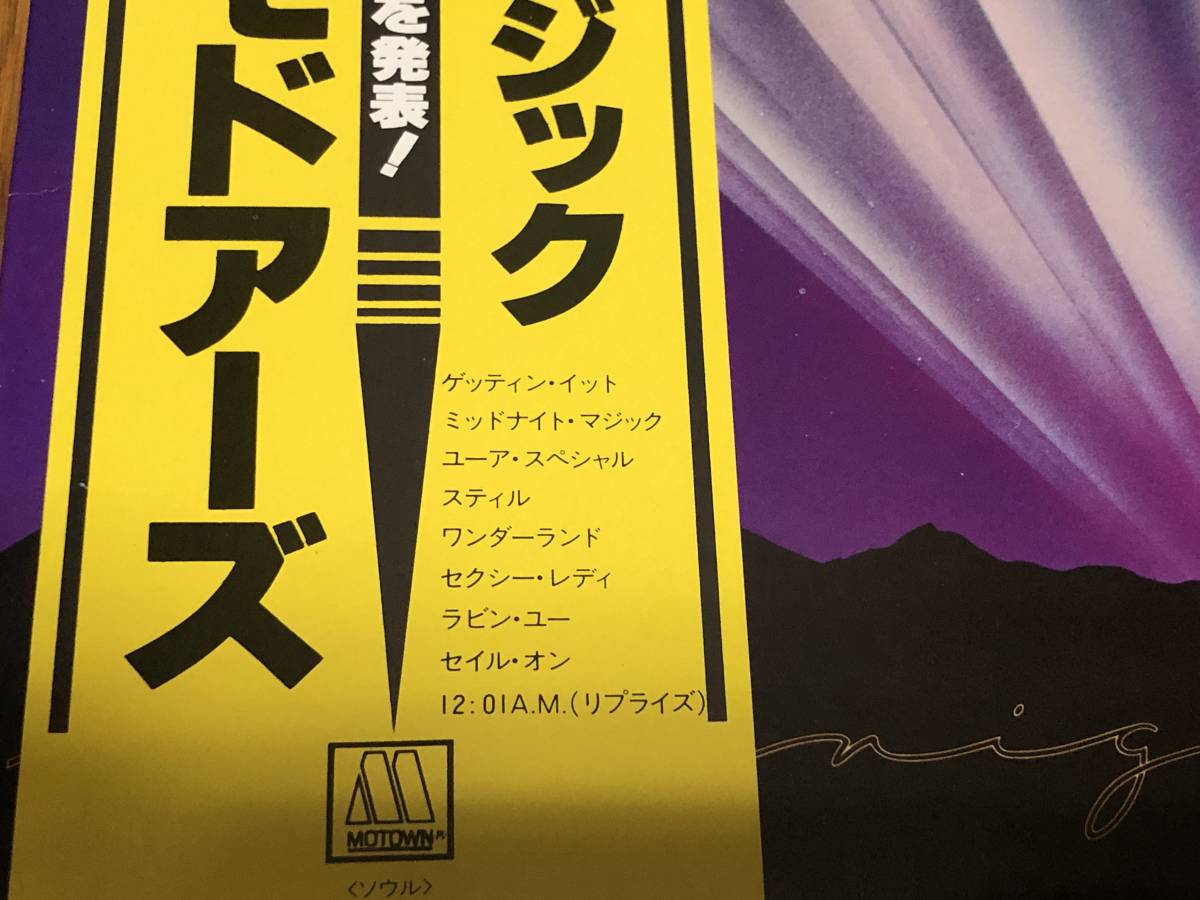 ジック
ゲッティン・イット
ミッドナイト・マジック
ユーア・スペシャル
スティル
ワンダーランド
セクシー・レディ
ラビン・ユー
セイル・オン
12:01A.M.(リプライズ)
を発表!
ドアーズ
MOTOWN
〈ソウル〉
nig